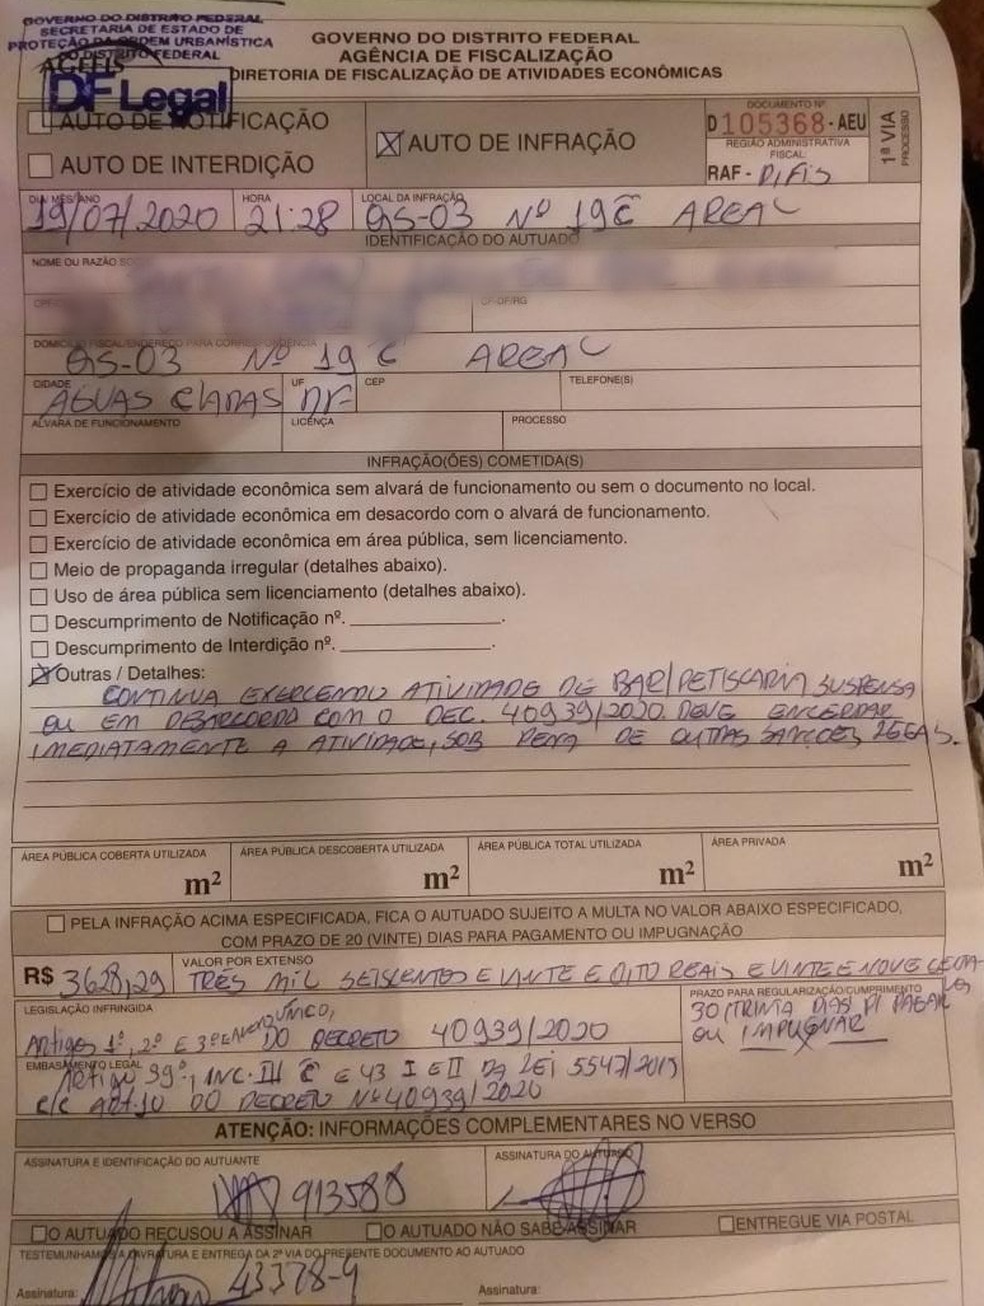 GOVERNO DO DISTRITO FEDERAL
SECRETARIA DE ESTADO DE
PROTEÇÃO DA ORDEM URBANÍSTICA
DO DISTRITO FEDERAL
AGEFIS
DF Legal
GOVERNO DO DISTRITO FEDERAL
AGÊNCIA DE FISCALIZAÇÃO
DIRETORIA DE FISCALIZAÇÃO DE ATIVIDADES ECONÔMICAS
AUTO DE NOTIFICAÇÃO
AUTO DE INTERDIÇÃO
AUTO DE INFRAÇÃO
DOCUMENTO Nº
D 105368-AEU
REGIÃO ADMINISTRATIVA
FISCAL:
RAF - DIFIS
1ª VIA
PROCESSO
DIA/MÊS/ANO
19/07/2020
HORA
21:28
LOCAL DA INFRAÇÃO
QS-03 Nº 19 AREAL
IDENTIFICAÇÃO DO AUTUADO
NOME OU RAZÃO
CF-DF/RG
DOMICÍLIO FISCAL/ENDEREÇO PARA CORRESPONDÊNCIA
QS-03 Nº 19 AREAL
CIDADE
ÁGUAS CLARAS
UF
DF
CEP
TELEFONE(S)
ALVARÁ DE FUNCIONAMENTO
LICENÇA
PROCESSO
INFRAÇÃO(ÕES) COMETIDA(S)
Exercício de atividade econômica sem alvará de funcionamento ou sem o documento no local.
Exercício de atividade econômica em desacordo com o alvará de funcionamento.
Exercício de atividade econômica em área pública, sem licenciamento.
Meio de propaganda irregular (detalhes abaixo).
Uso de área pública sem licenciamento (detalhes abaixo).
Descumprimento de Notificação nº. ______.
Descumprimento de Interdição nº. ______.
Outras / Detalhes:
CONTINUA EXERCENDO ATIVIDADE DE BAR/PETISCARIA SUSPENSA
OU EM DESACORDO COM O DEC. 40939/2020. DEVE ENCERRAR
IMEDIATAMENTE A ATIVIDADE, SOB PENA DE OUTRAS SANÇÕES LEGAIS.
ÁREA PÚBLICA COBERTA UTILIZADA
m²
ÁREA PÚBLICA DESCOBERTA UTILIZADA
m²
ÁREA PÚBLICA TOTAL UTILIZADA
m²
ÁREA PRIVADA
m²
PELA INFRAÇÃO ACIMA ESPECIFICADA, FICA O AUTUADO SUJEITO A MULTA NO VALOR ABAIXO ESPECIFICADO,
COM PRAZO DE 20 (VINTE) DIAS PARA PAGAMENTO OU IMPUGNAÇÃO
R$ 3628,29
VALOR POR EXTENSO
TRÊS MIL SEISCENTOS E VINTE E OITO REAIS E VINTE E NOVE CENTAVOS
LEGISLAÇÃO INFRINGIDA
Artigos 1º, 2º E 3º ÚNICO,
DO DECRETO 40939/2020
PRAZO PARA REGULARIZAÇÃO/CUMPRIMENTO
30 (TRINTA DIAS P/ PAGAR
OU IMPUGNAR
EMBASAMENTO LEGAL
Artigo 39º, INC. III E 43 I E II DA LEI 5547/2015
c/c ART. 10 DO DECRETO Nº 40939/2020
ATENÇÃO: INFORMAÇÕES COMPLEMENTARES NO VERSO
ASSINATURA E IDENTIFICAÇÃO DO AUTUANTE
913588
ASSINATURA DO AUTUADO
O AUTUADO RECUSOU A ASSINAR
O AUTUADO NÃO SABE ASSINAR
ENTREGUE VIA POSTAL
TESTEMUNHAMOS A LAVRATURA E ENTREGA DA 2ª VIA DO PRESENTE DOCUMENTO AO AUTUADO
Assinatura:
43378-9
Assinatura: